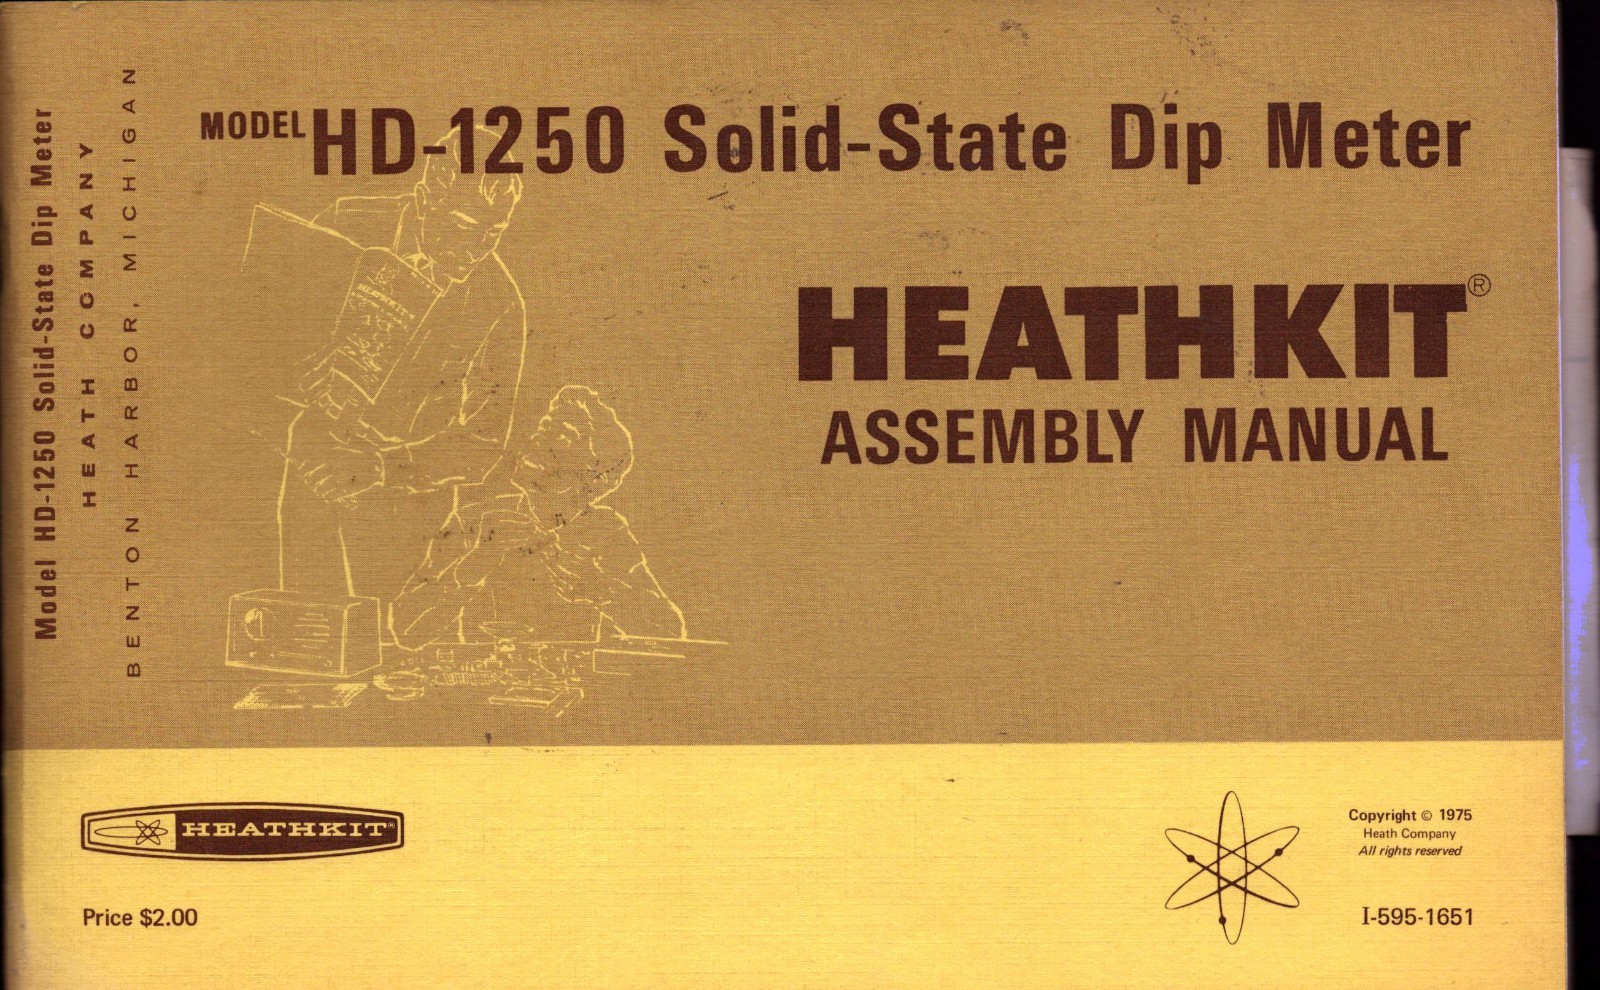 MODEL HD-1250 Solid-State Dip Meter
HEATHKIT®
ASSEMBLY MANUAL
Model HD-1250 Solid-State Dip Meter
HEATH COMPANY
BENTON HARBOR, MICHIGAN
HEATHKIT
HEATHKIT®
Price $2.00
Copyright © 1975
Heath Company
All rights reserved
I-595-1651